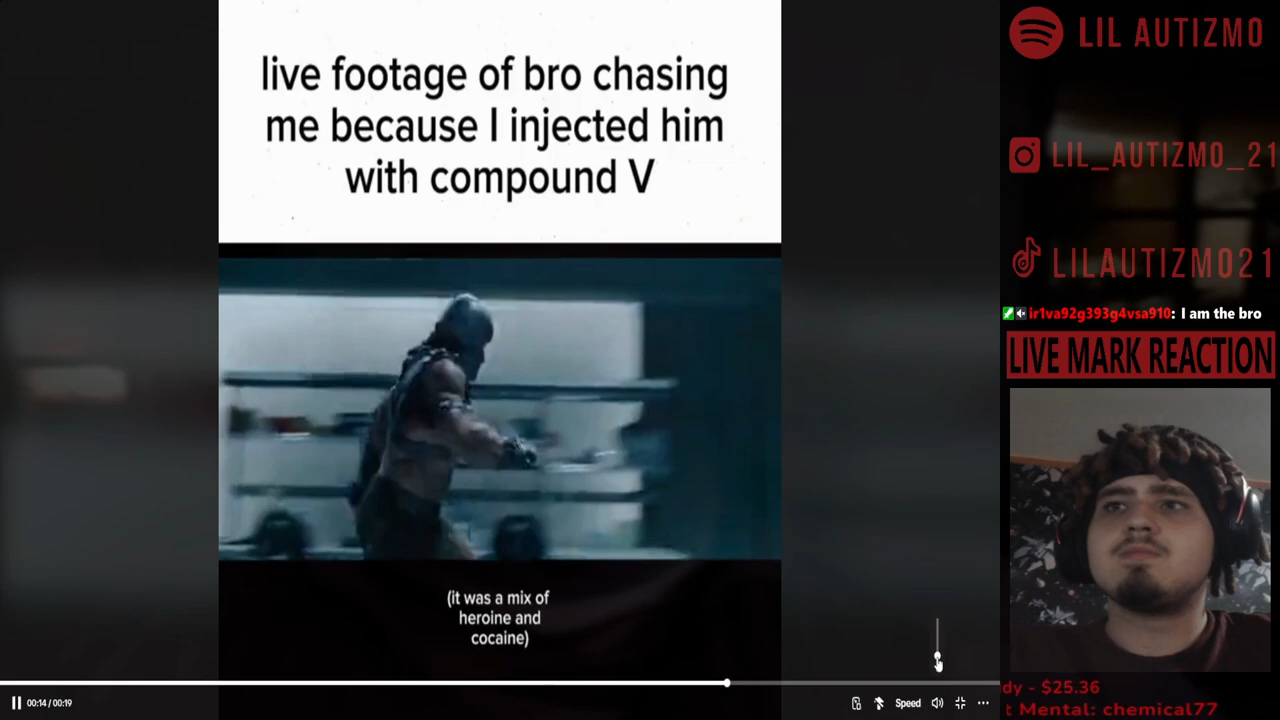 live footage of bro chasing
me because I injected him
with compound V
(it was a mix of
heroine and
cocaine)
00:14 / 00:19
Speed
LIL AUTIZMO
LIL_AUTIZMO_21
LILAUTIZMO21
ir1va92g393g4vsa910: I am the bro
LIVE MARK REACTION
dy - $25.36
t Mental: chemical77